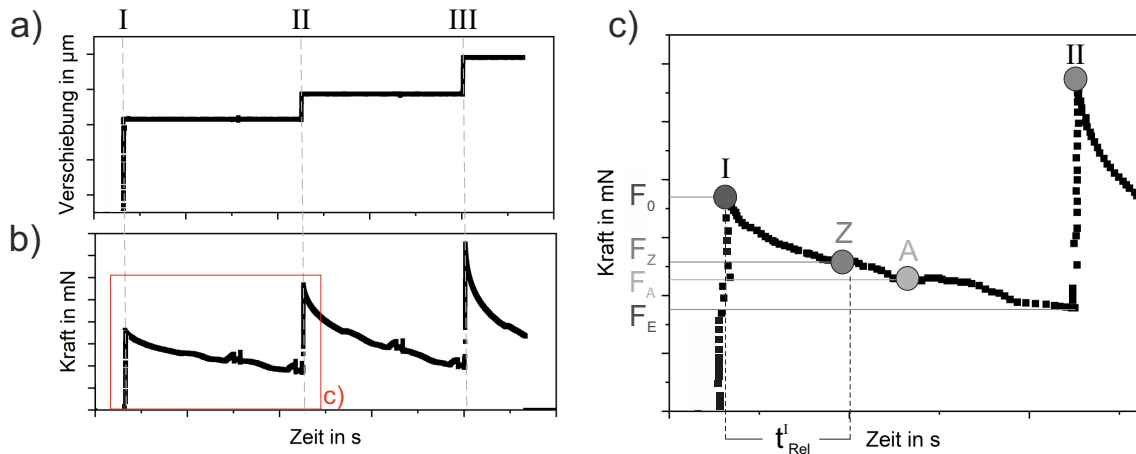 a)
I II III
Verschiebung in µm
b)
Kraft in mN
c)
Zeit in s
c)
Kraft in mN
I
II
Z
A
F0
FZ
FA
FE
t^I_Rel
Zeit in s